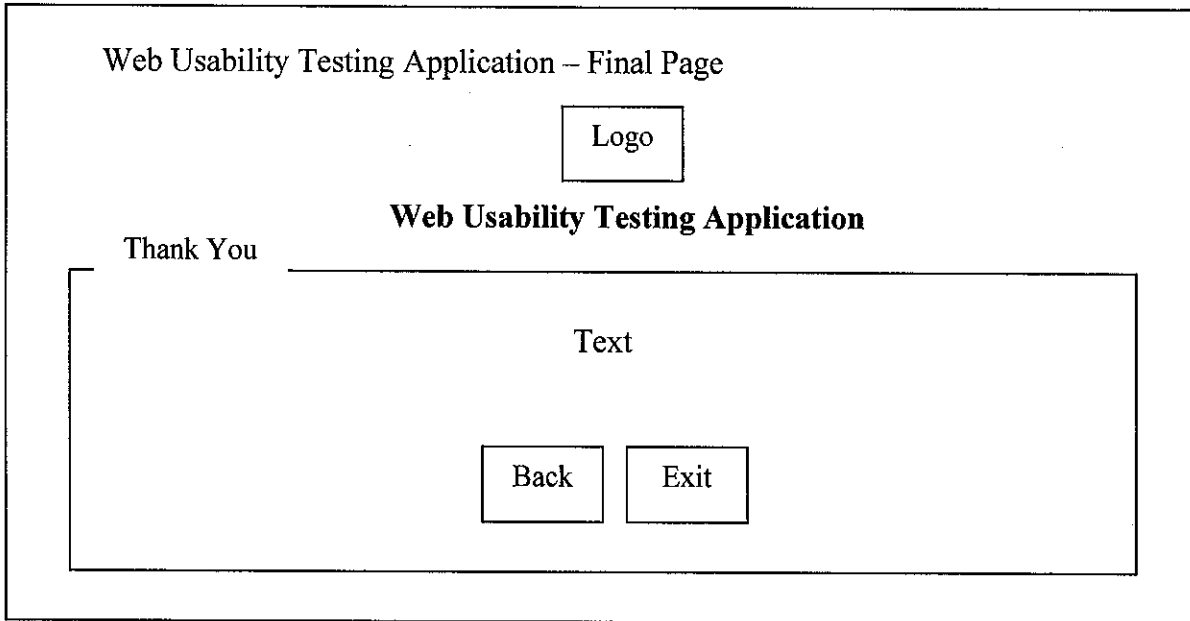 Web Usability Testing Application – Final Page
Logo
Web Usability Testing Application
Thank You
Text
Back Exit